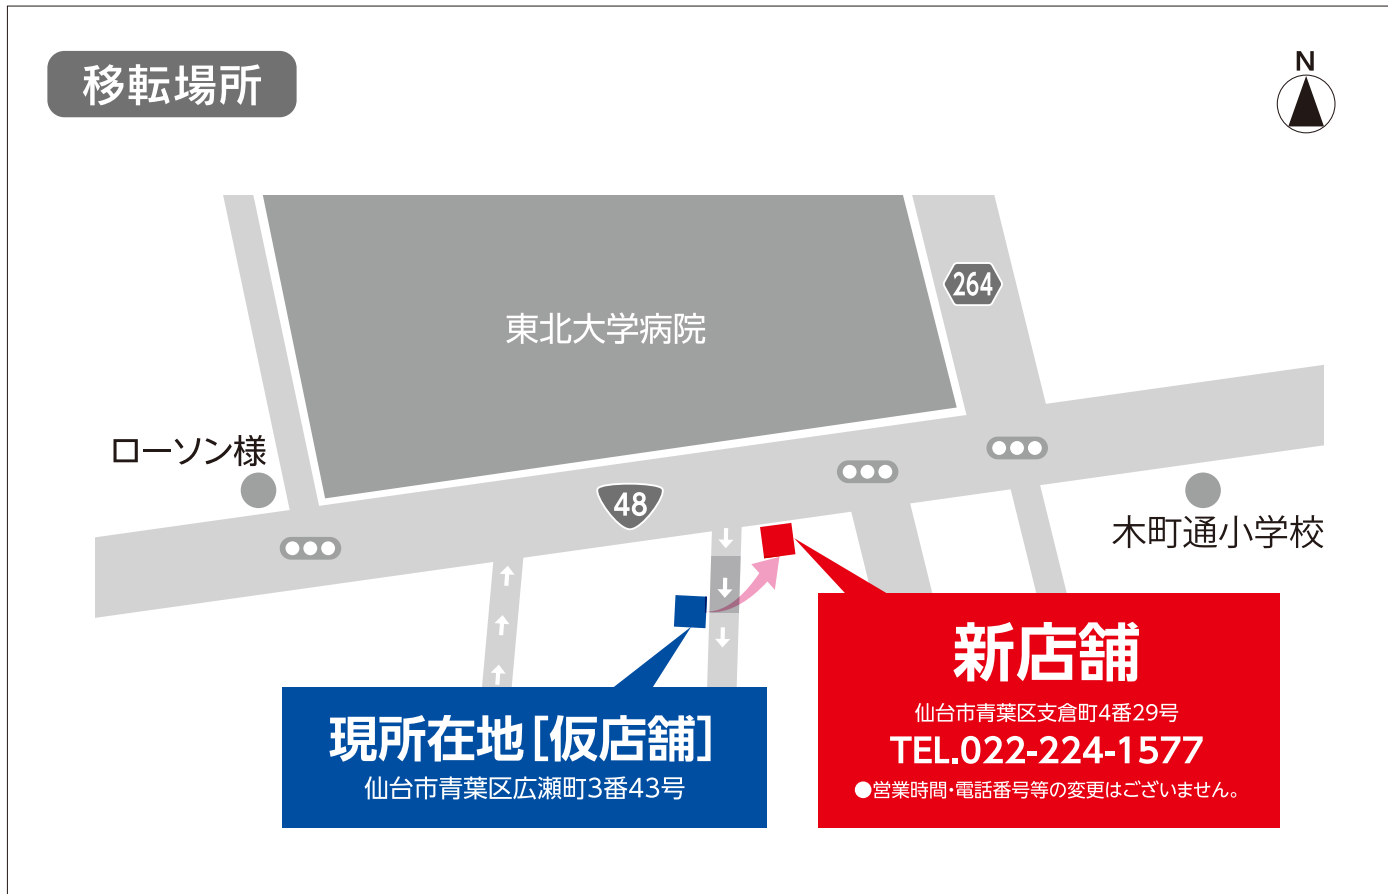 移転場所
N
264
東北大学病院
ローソン様
48
木町通小学校
新店舗
仙台市青葉区支倉町4番29号
TEL.022-224-1577
●営業時間・電話番号等の変更はございません。
現所在地[仮店舗]
仙台市青葉区広瀬町3番43号